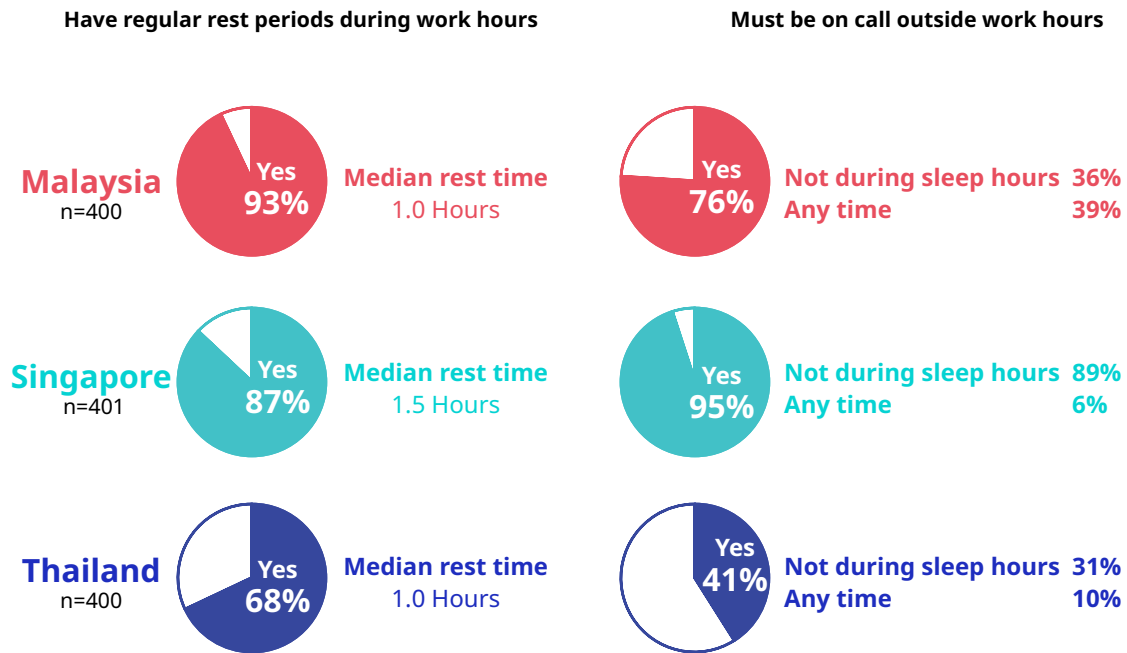 Have regular rest periods during work hours
Must be on call outside work hours
Malaysia
n=400
Yes
93%
Median rest time
1.0 Hours
Yes
76%
Not during sleep hours 36%
Any time 39%
Singapore
n=401
Yes
87%
Median rest time
1.5 Hours
Yes
95%
Not during sleep hours 89%
Any time 6%
Thailand
n=400
Yes
68%
Median rest time
1.0 Hours
Yes
41%
Not during sleep hours 31%
Any time 10%